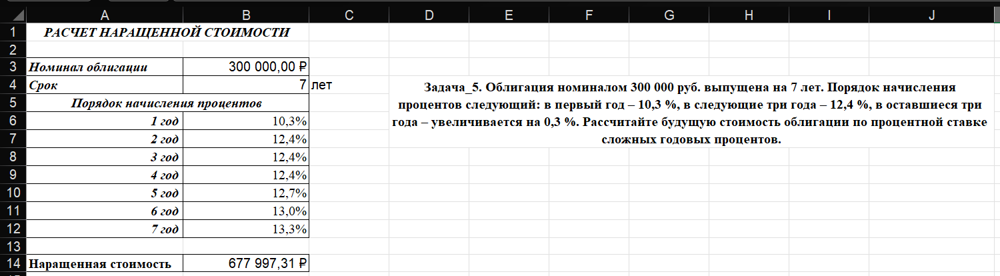 A B C D E F G H I J
1 РАСЧЕТ НАРАЩЕННОЙ СТОИМОСТИ
2
3 Номинал облигации 300 000,00 ₽
4 Срок 7 лет
5 Порядок начисления процентов
6 1 год 10,3%
7 2 год 12,4%
8 3 год 12,4%
9 4 год 12,4%
10 5 год 12,7%
11 6 год 13,0%
12 7 год 13,3%
13
14 Наращенная стоимость 677 997,31 ₽
Задача_5. Облигация номиналом 300 000 руб. выпущена на 7 лет. Порядок начисления
процентов следующий: в первый год – 10,3 %, в следующие три года – 12,4 %, в оставшиеся три
года – увеличивается на 0,3 %. Рассчитайте будущую стоимость облигации по процентной ставке
сложных годовых процентов.